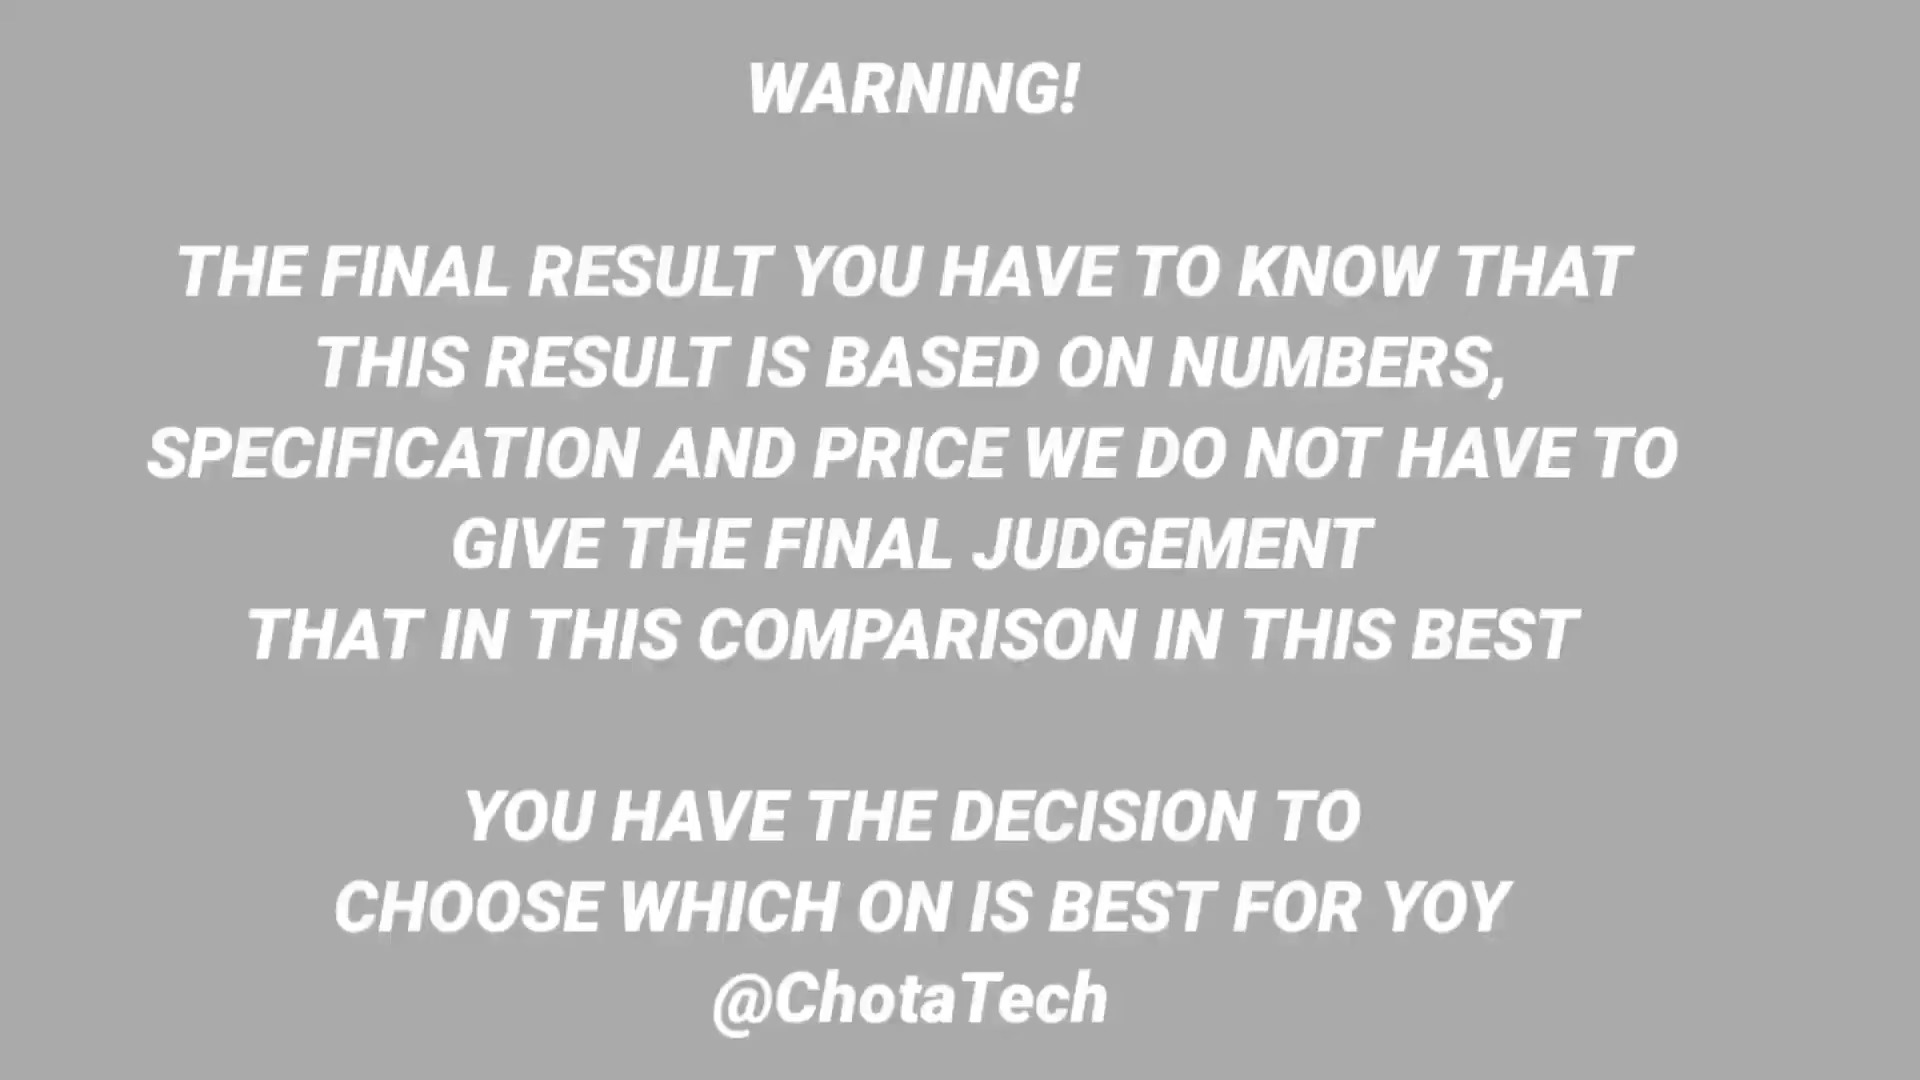 WARNING!
THE FINAL RESULT YOU HAVE TO KNOW THAT
THIS RESULT IS BASED ON NUMBERS,
SPECIFICATION AND PRICE WE DO NOT HAVE TO
GIVE THE FINAL JUDGEMENT
THAT IN THIS COMPARISON IN THIS BEST
YOU HAVE THE DECISION TO
CHOOSE WHICH ON IS BEST FOR YOY
@ChotaTech